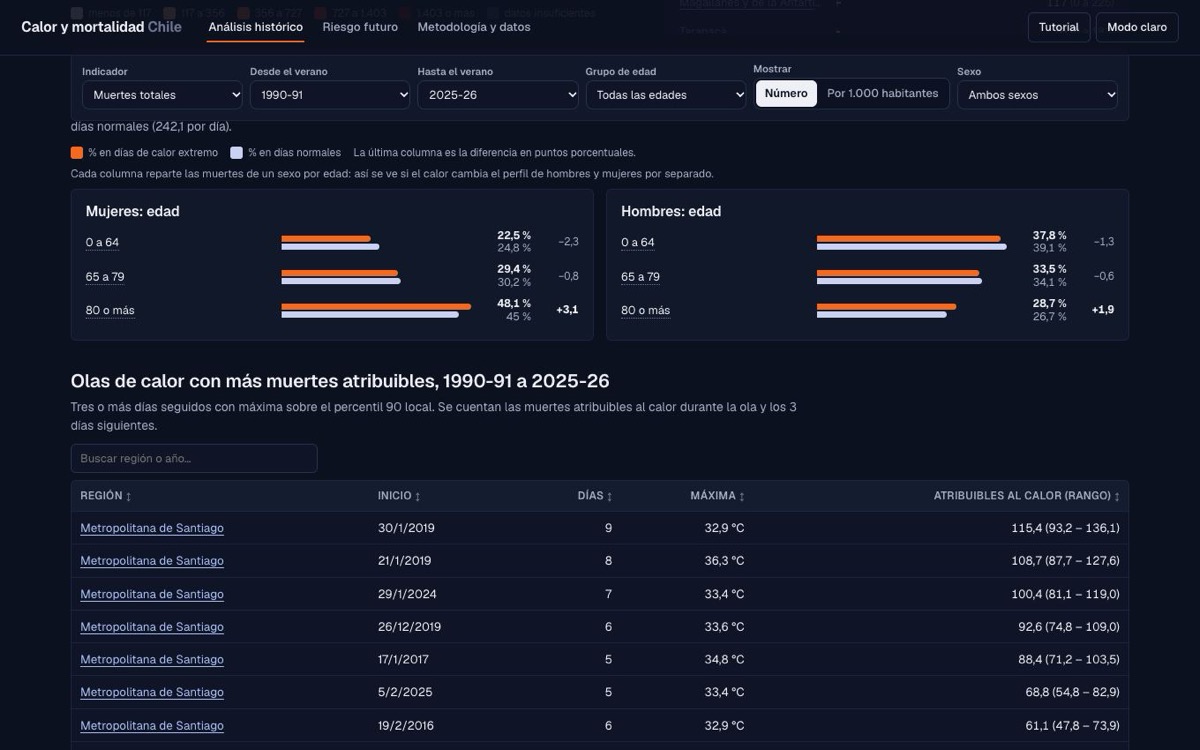 menos de 117 117 a 356 356 a 727 727 a 1.403 1.403 o más datos insuficientes
Calor y mortalidad Chile Análisis histórico Riesgo futuro Metodología y datos Tutorial Modo claro
Indicador Desde el verano Hasta el verano Grupo de edad Mostrar Sexo
Muertes totales 1990-91 2025-26 Todas las edades Número Por 1.000 habitantes Ambos sexos
días normales (242,1 por día).
% en días de calor extremo % en días normales La última columna es la diferencia en puntos porcentuales.
Cada columna reparte las muertes de un sexo por edad: así se ve si el calor cambia el perfil de hombres y mujeres por separado.
Mujeres: edad
0 a 64 22,5 % 24,8 % −2,3
65 a 79 29,4 % 30,2 % −0,8
80 o más 48,1 % 45 % +3,1
Hombres: edad
0 a 64 37,8 % 39,1 % −1,3
65 a 79 33,5 % 34,1 % −0,6
80 o más 28,7 % 26,7 % +1,9
Olas de calor con más muertes atribuibles, 1990-91 a 2025-26
Tres o más días seguidos con máxima sobre el percentil 90 local. Se cuentan las muertes atribuibles al calor durante la ola y los 3
días siguientes.
Buscar región o año...
REGIÓN ↕ INICIO ↕ DÍAS ↕ MÁXIMA ↕ ATRIBUIBLES AL CALOR (RANGO) ↕
Metropolitana de Santiago 30/1/2019 9 32,9 °C 115,4 (93,2 – 136,1)
Metropolitana de Santiago 21/1/2019 8 36,3 °C 108,7 (87,7 – 127,6)
Metropolitana de Santiago 29/1/2024 7 33,4 °C 100,4 (81,1 – 119,0)
Metropolitana de Santiago 26/12/2019 6 33,6 °C 92,6 (74,8 – 109,0)
Metropolitana de Santiago 17/1/2017 5 34,8 °C 88,4 (71,2 – 103,5)
Metropolitana de Santiago 5/2/2025 5 33,4 °C 68,8 (54,8 – 82,9)
Metropolitana de Santiago 19/2/2016 6 32,9 °C 61,1 (47,8 – 73,9)